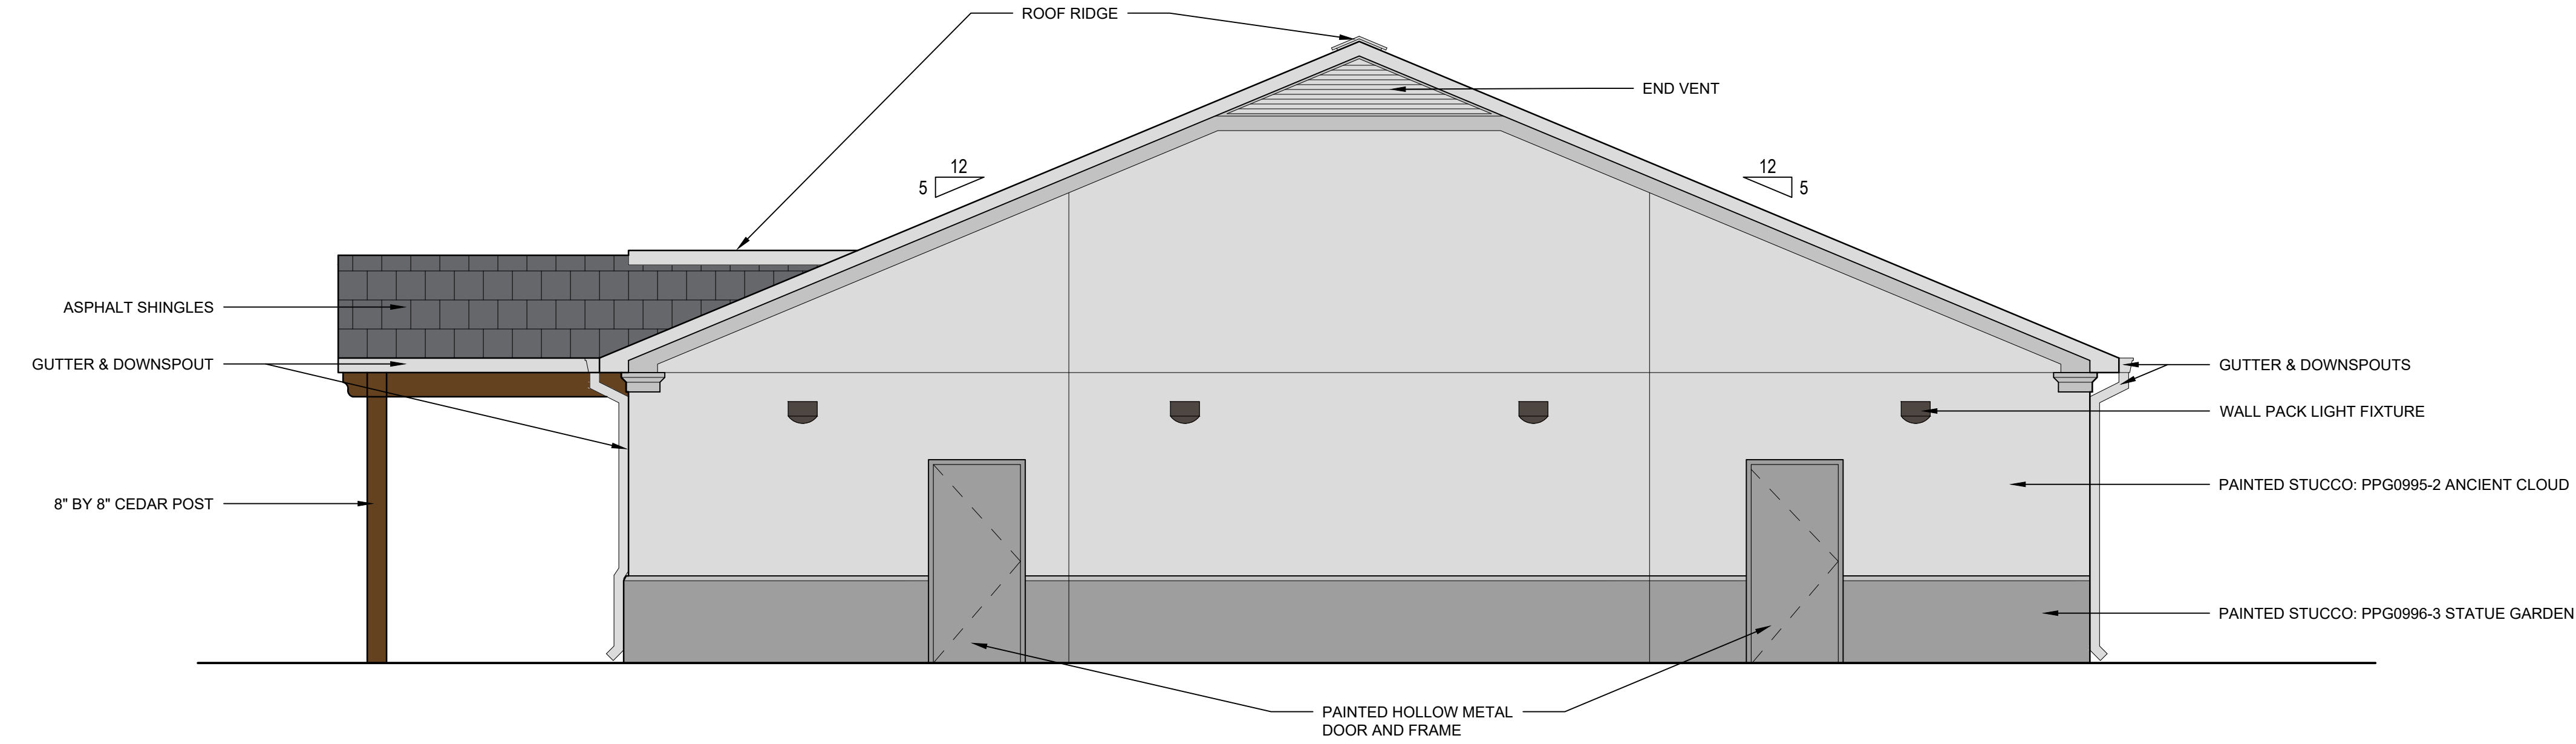 ROOF RIDGE
END VENT
12
5
12
5
ASPHALT SHINGLES
GUTTER & DOWNSPOUT
8" BY 8" CEDAR POST
GUTTER & DOWNSPOUTS
WALL PACK LIGHT FIXTURE
PAINTED STUCCO: PPG0995-2 ANCIENT CLOUD
PAINTED STUCCO: PPG0996-3 STATUE GARDEN
PAINTED HOLLOW METAL
DOOR AND FRAME